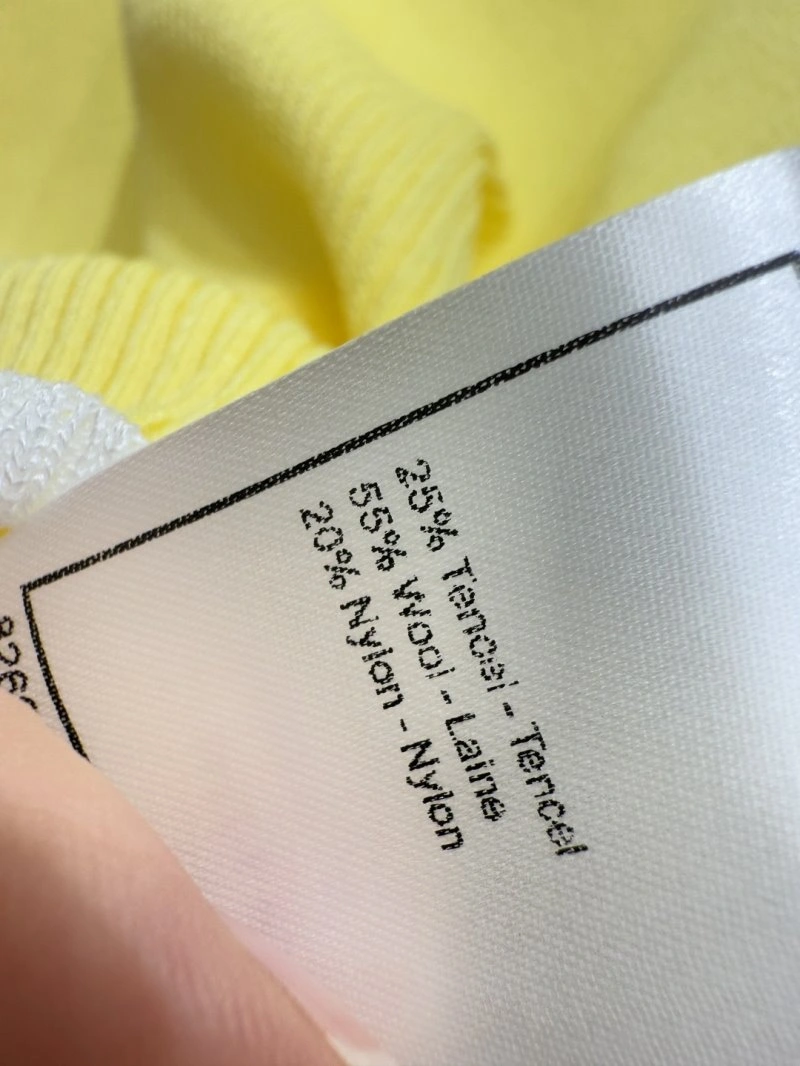 25% Tencel - Tencel
55% Wool - Laine
20% Nylon - Nylon